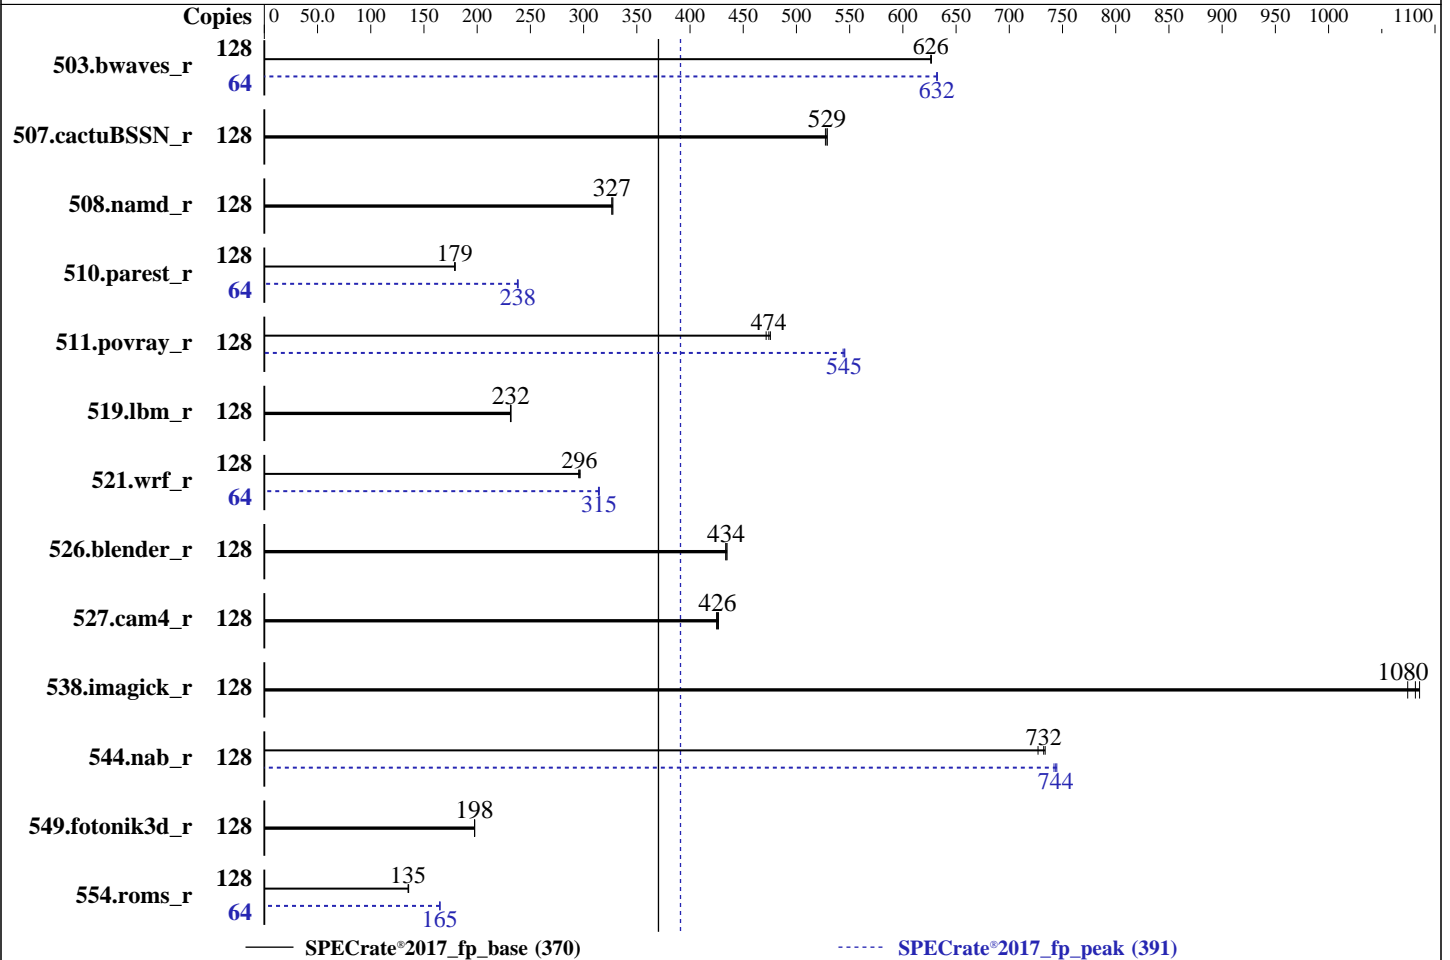 Copies 0 50.0 100 150 200 250 300 350 400 450 500 550 600 650 700 750 800 850 900 950 1000 1100
503.bwaves_r 128 626
64 632
507.cactuBSSN_r 128 529
508.namd_r 128 327
510.parest_r 128 179
64 238
511.povray_r 128 474
545
519.lbm_r 128 232
521.wrf_r 128 296
64 315
526.blender_r 128 434
527.cam4_r 128 426
538.imagick_r 128 1080
544.nab_r 128 732
744
549.fotonik3d_r 128 198
554.roms_r 128 135
64 165
SPECrate®2017_fp_base (370) SPECrate®2017_fp_peak (391)